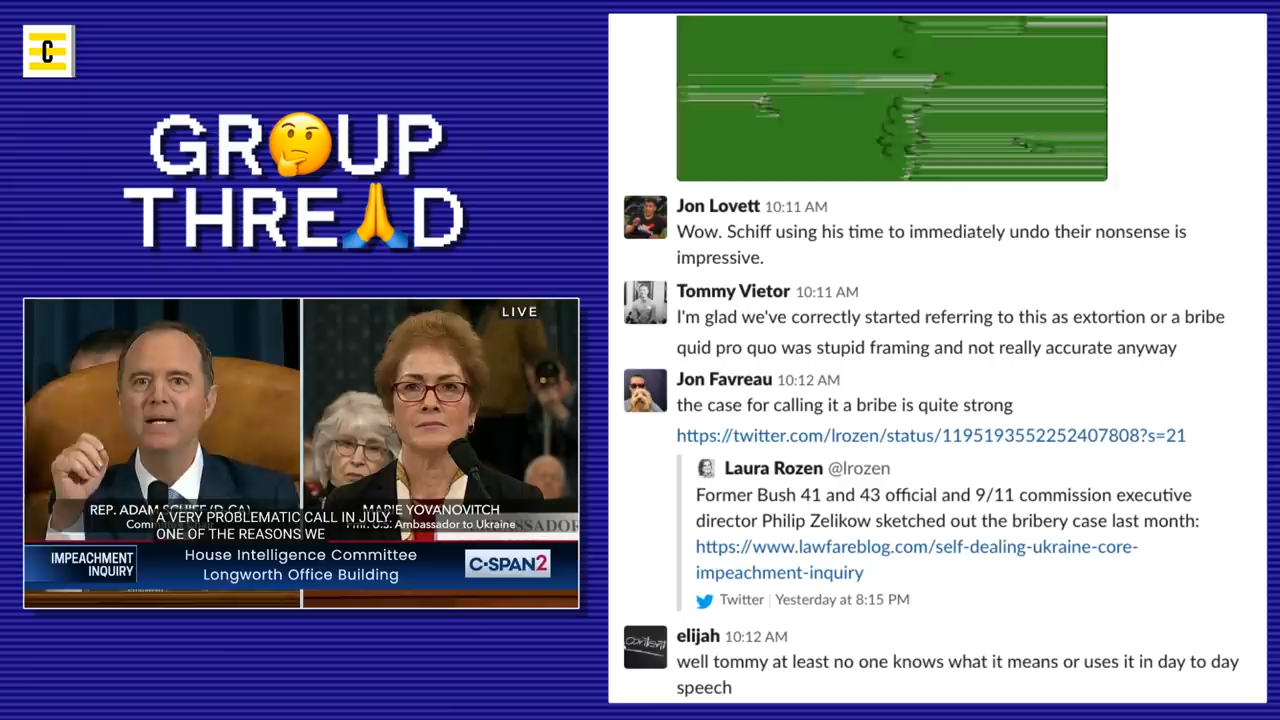 C
GR🤔UP
THRE🙏D
LIVE
REP. ADAM SCHIFF (D-CA)
MARIE YOVANOVITCH
Fmr. U.S. Ambassador to Ukraine
A VERY PROBLEMATIC CALL IN JULY.
ONE OF THE REASONS WE
IMPEACHMENT
INQUIRY
House Intelligence Committee
Longworth Office Building
C-SPAN2
Jon Lovett 10:11 AM
Wow. Schiff using his time to immediately undo their nonsense is
impressive.
Tommy Vietor 10:11 AM
I'm glad we've correctly started referring to this as extortion or a bribe
quid pro quo was stupid framing and not really accurate anyway
Jon Favreau 10:12 AM
the case for calling it a bribe is quite strong
https://twitter.com/lrozen/status/1195193552252407808?s=21
Laura Rozen @lrozen
Former Bush 41 and 43 official and 9/11 commission executive
director Philip Zelikow sketched out the bribery case last month:
https://www.lawfareblog.com/self-dealing-ukraine-core-
impeachment-inquiry
Twitter | Yesterday at 8:15 PM
elijah 10:12 AM
well tommy at least no one knows what it means or uses it in day to day
speech